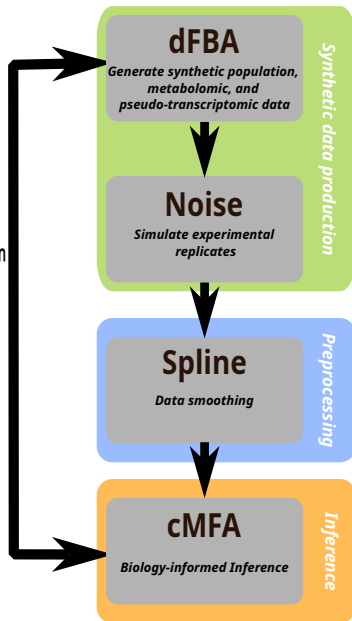 dFBA
Generate synthetic population,
metabolomic, and
pseudo-transcriptomic data
Synthetic data production
Noise
Simulate experimental
replicates
Spline
Data smoothing
Preprocessing
cMFA
Biology-informed Inference
Inference